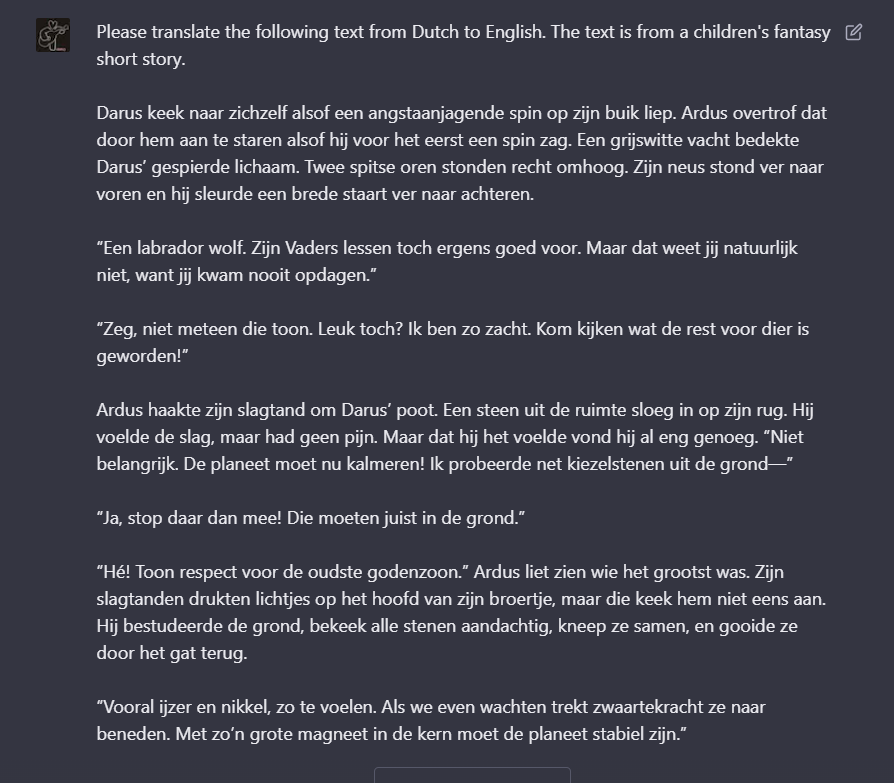 Please translate the following text from Dutch to English. The text is from a children's fantasy
short story.
Darus keek naar zichzelf alsof een angstaanjagende spin op zijn buik liep. Ardus overtrof dat
door hem aan te staren alsof hij voor het eerst een spin zag. Een grijswitte vacht bedekte
Darus’ gespierde lichaam. Twee spitse oren stonden recht omhoog. Zijn neus stond ver naar
voren en hij sleurde een brede staart ver naar achteren.
“Een labrador wolf. Zijn Vaders lessen toch ergens goed voor. Maar dat weet jij natuurlijk
niet, want jij kwam nooit opdagen.”
“Zeg, niet meteen die toon. Leuk toch? Ik ben zo zacht. Kom kijken wat de rest voor dier is
geworden!”
Ardus haakte zijn slagtand om Darus’ poot. Een steen uit de ruimte sloeg in op zijn rug. Hij
voelde de slag, maar had geen pijn. Maar dat hij het voelde vond hij al eng genoeg. “Niet
belangrijk. De planeet moet nu kalmeren! Ik probeerde net kiezelstenen uit de grond—”
“Ja, stop daar dan mee! Die moeten juist in de grond.”
“Hé! Toon respect voor de oudste godenzoon.” Ardus liet zien wie het grootst was. Zijn
slagtanden drukten lichtjes op het hoofd van zijn broertje, maar die keek hem niet eens aan.
Hij bestudeerde de grond, bekeek alle stenen aandachtig, kneep ze samen, en gooide ze
door het gat terug.
“Vooral ijzer en nikkel, zo te voelen. Als we even wachten trekt zwaartekracht ze naar
beneden. Met zo’n grote magneet in de kern moet de planeet stabiel zijn.”